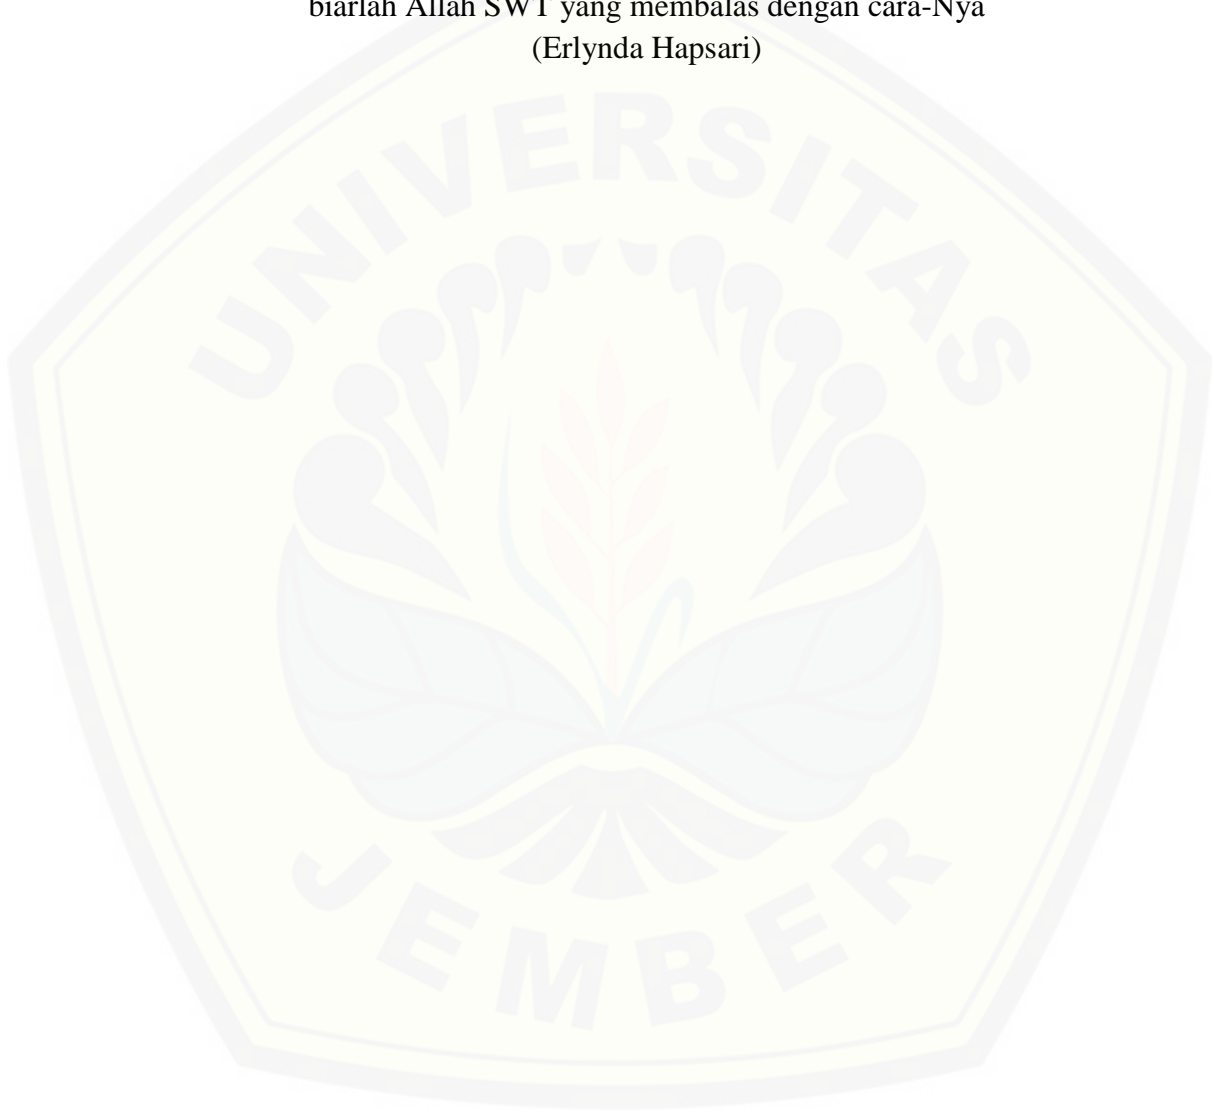 biarlah Allah SWT yang membalas dengan cara-Nya
(Erlynda Hapsari)
UNIVERSITAS
JEMBER